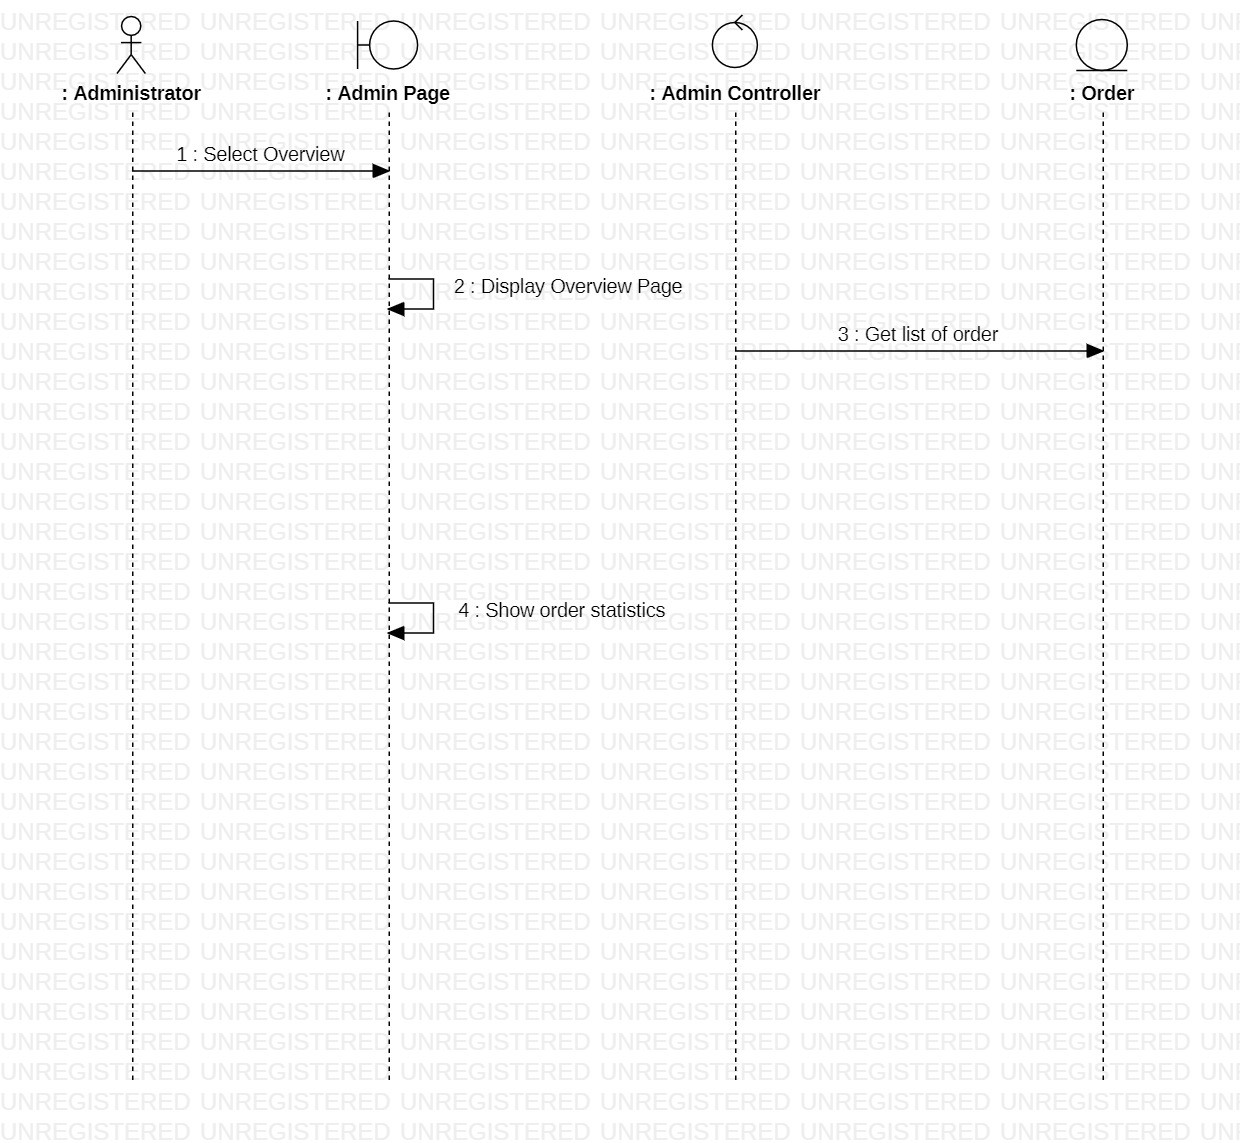 : Administrator
: Admin Page
: Admin Controller
: Order
1 : Select Overview
2 : Display Overview Page
3 : Get list of order
4 : Show order statistics
UNREGISTERED